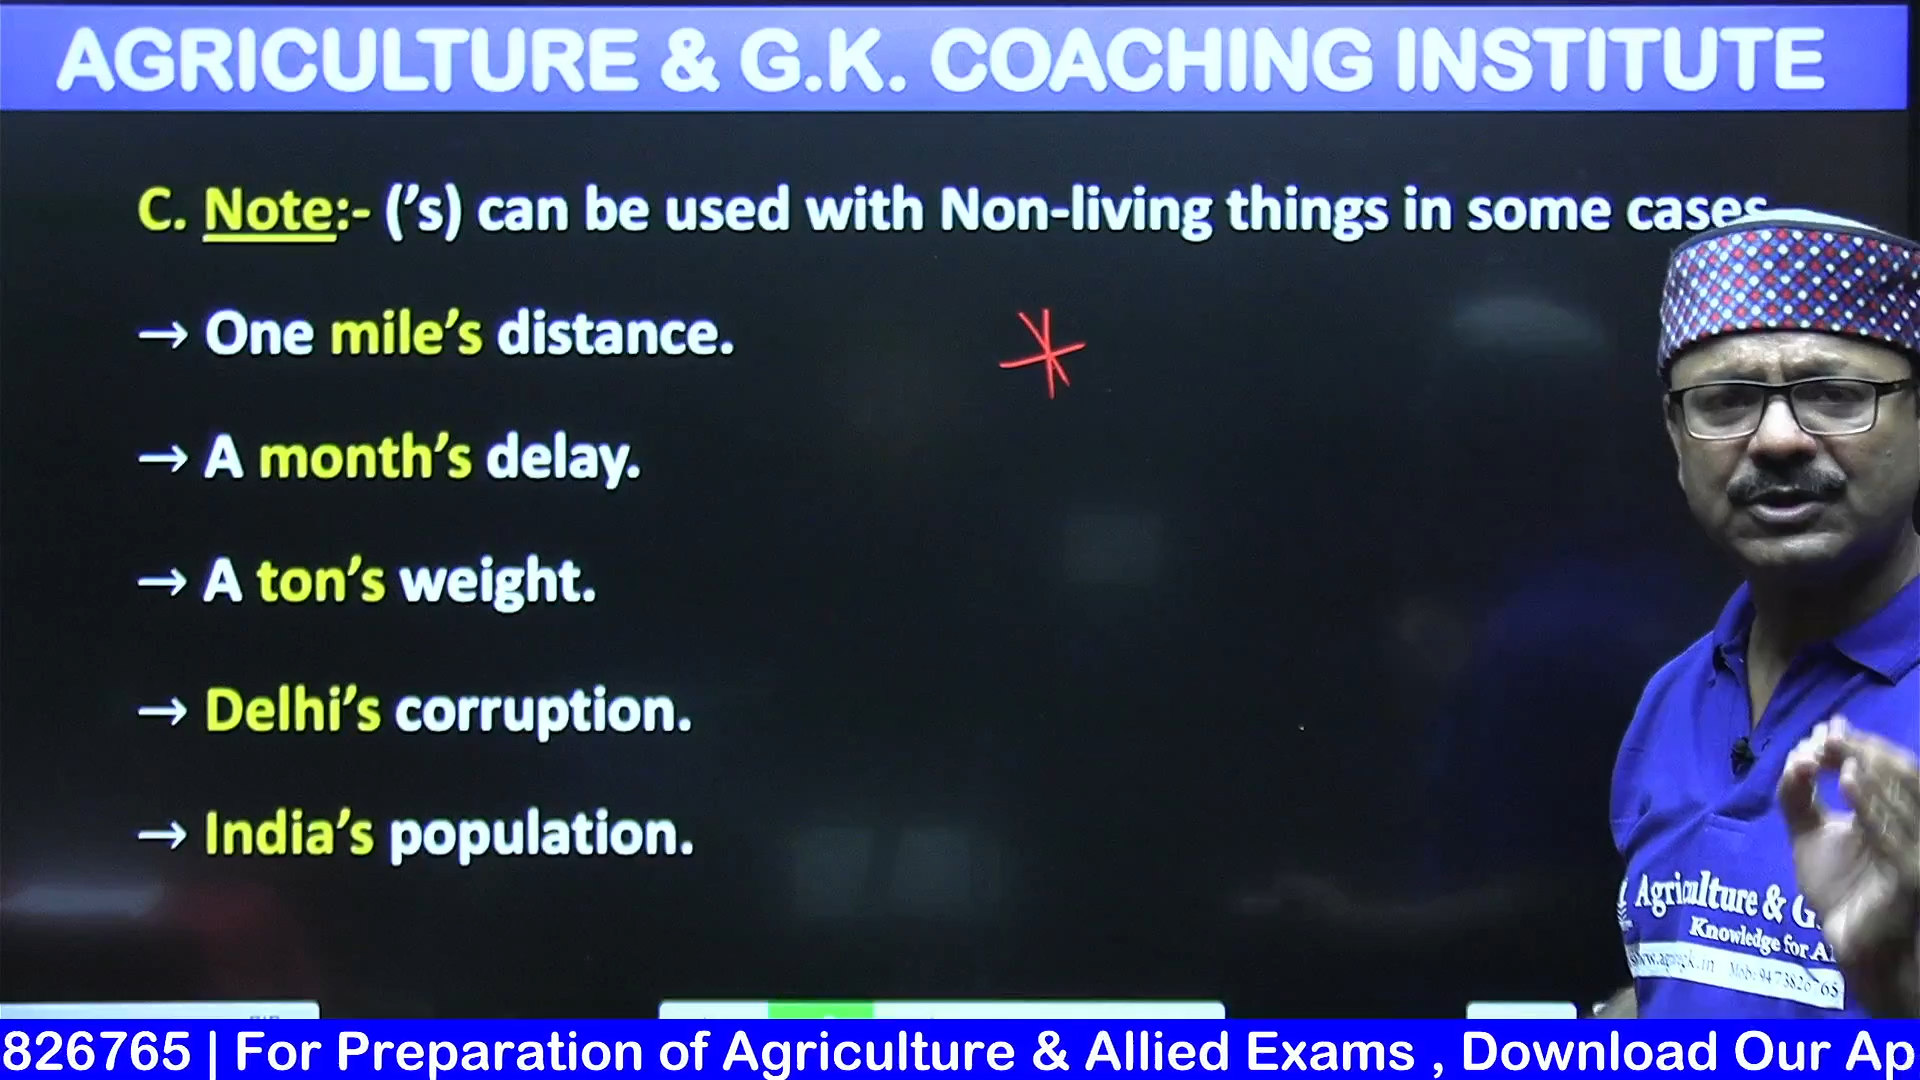 AGRICULTURE & G.K. COACHING INSTITUTE
C. Note:- (’s) can be used with Non-living things in some cases
→ One mile’s distance.
→ A month’s delay.
→ A ton’s weight.
→ Delhi’s corruption.
→ India’s population.
Agriculture & G.
Knowledge for A
826765 | For Preparation of Agriculture & Allied Exams , Download Our Ap